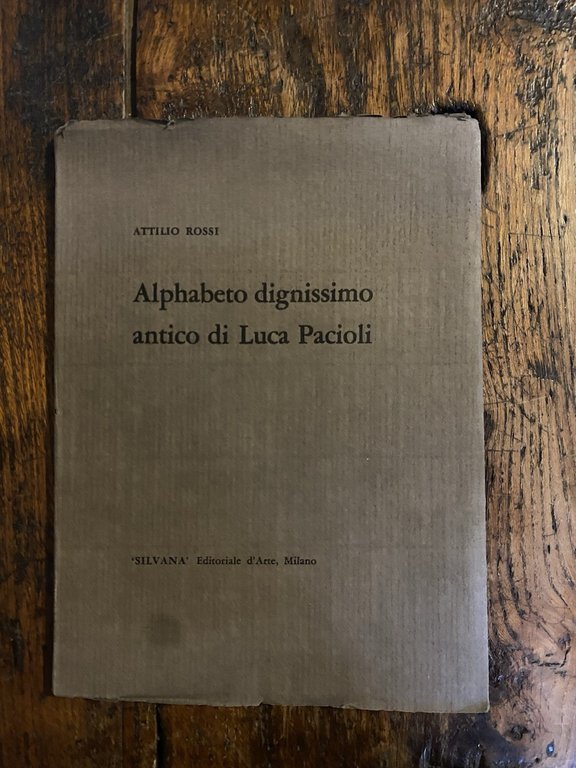 ATTILIO ROSSI
Alphabeto dignissimo
antico di Luca Pacioli
'SILVANA' Editoriale d'Arte, Milano